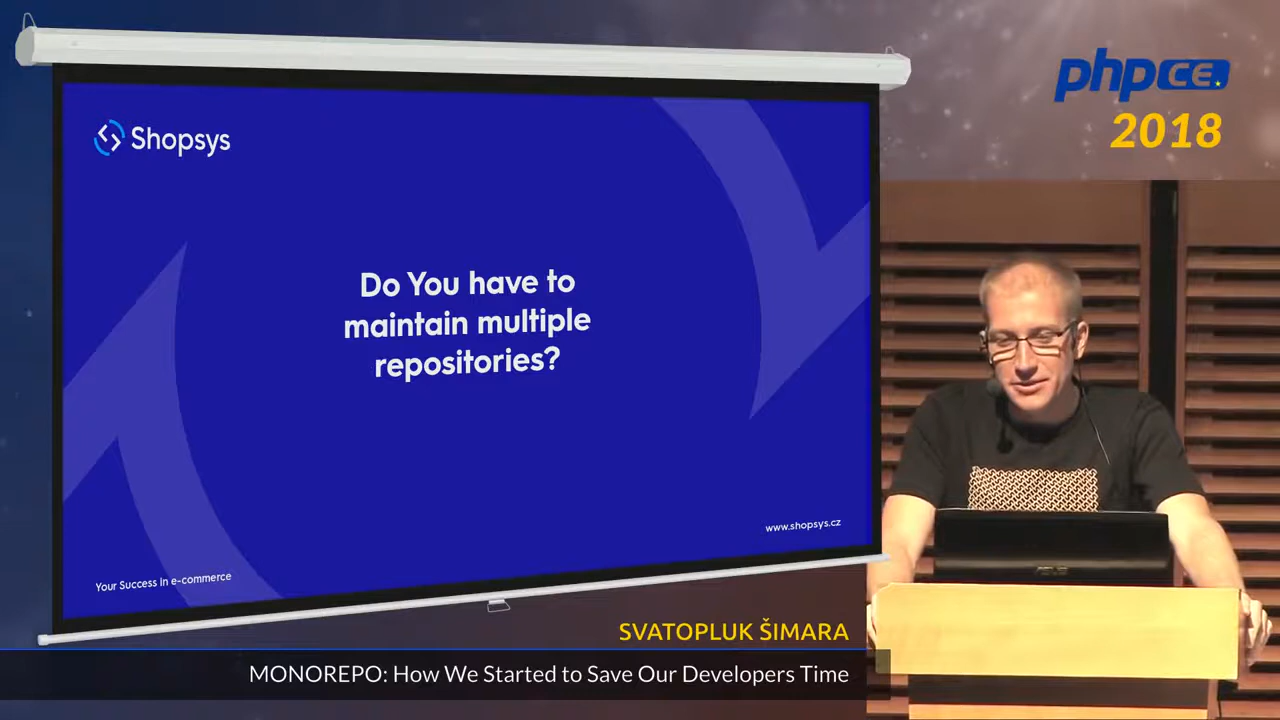 phpCE.
2018
Shopsys
Do You have to
maintain multiple
repositories?
www.shopsys.cz
Your Success in e-commerce
ASUS
SVATOPLUK ŠIMARA
MONOREPO: How We Started to Save Our Developers Time